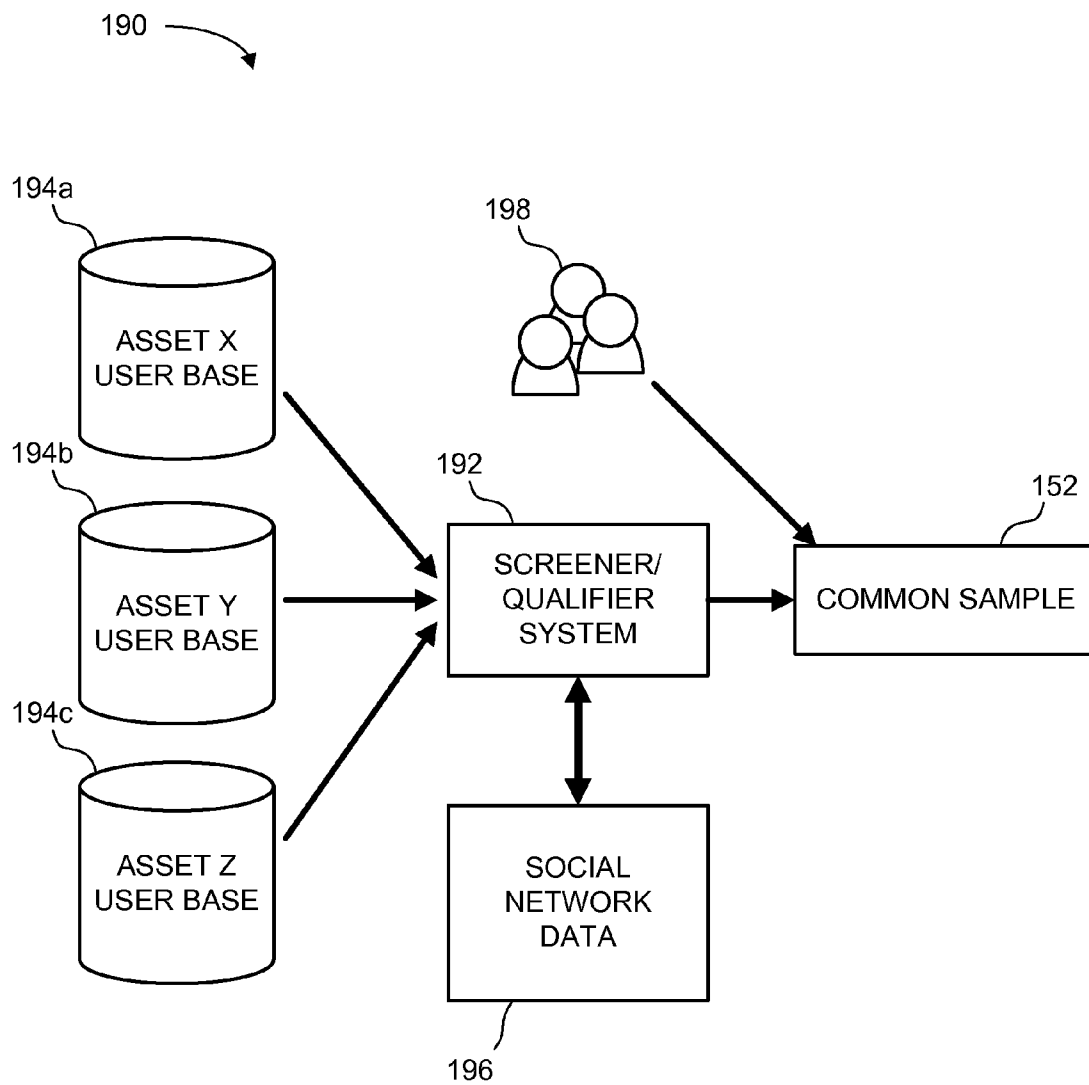 190
194a
ASSET X
USER BASE
198
194b
ASSET Y
USER BASE
192
SCREENER/
QUALIFIER
SYSTEM
152
COMMON SAMPLE
194c
ASSET Z
USER BASE
SOCIAL
NETWORK
DATA
196